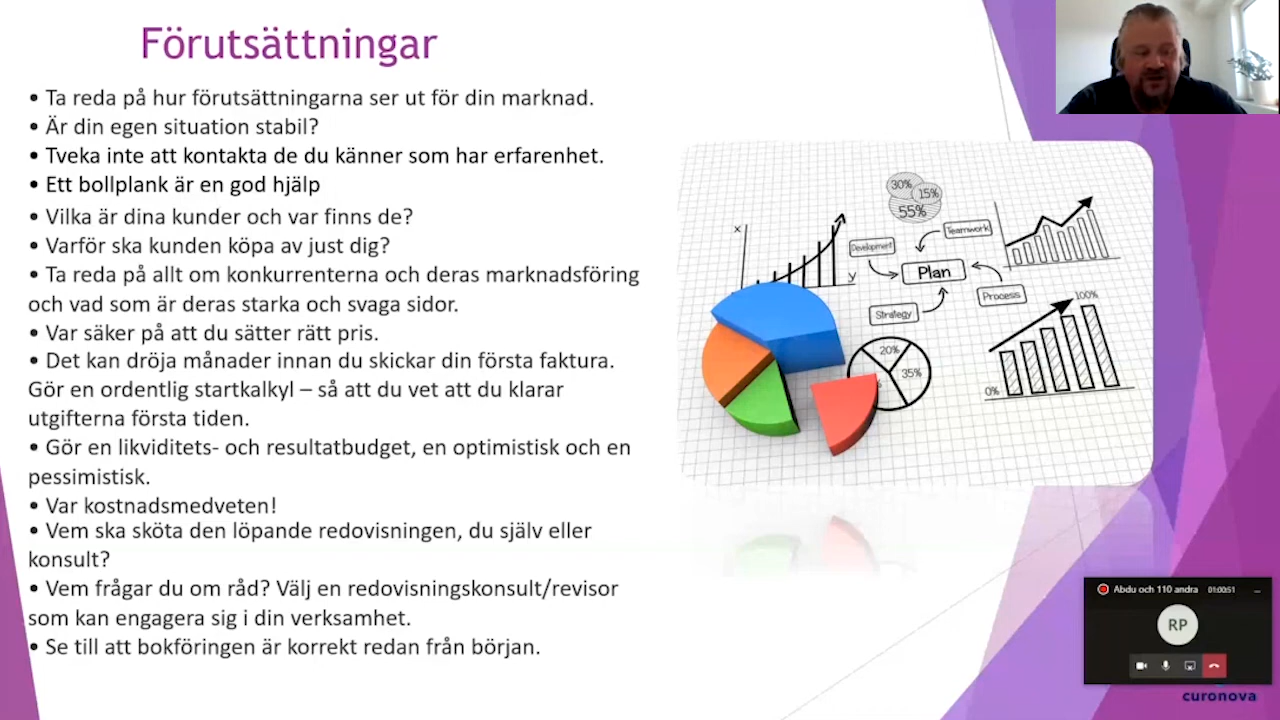 Förutsättningar
• Ta reda på hur förutsättningarna ser ut för din marknad.
• Är din egen situation stabil?
• Tveka inte att kontakta de du känner som har erfarenhet.
• Ett bollplank är en god hjälp
• Vilka är dina kunder och var finns de?
• Varför ska kunden köpa av just dig?
• Ta reda på allt om konkurrenterna och deras marknadsföring
och vad som är deras starka och svaga sidor.
• Var säker på att du sätter rätt pris.
• Det kan dröja månader innan du skickar din första faktura.
Gör en ordentlig startkalkyl – så att du vet att du klarar
utgifterna första tiden.
• Gör en likviditets- och resultatbudget, en optimistisk och en
pessimistisk.
• Var kostnadsmedveten!
• Vem ska sköta den löpande redovisningen, du själv eller
konsult?
• Vem frågar du om råd? Välj en redovisningskonsult/revisor
som kan engagera sig i din verksamhet.
• Se till att bokföringen är korrekt redan från början.
30%
15%
55%
x
y
Development
Teamwork
Plan
Strategy
Process
20%
35%
%
100%
0%
Abdu och 110 andra 01:00:51
RP
curonova